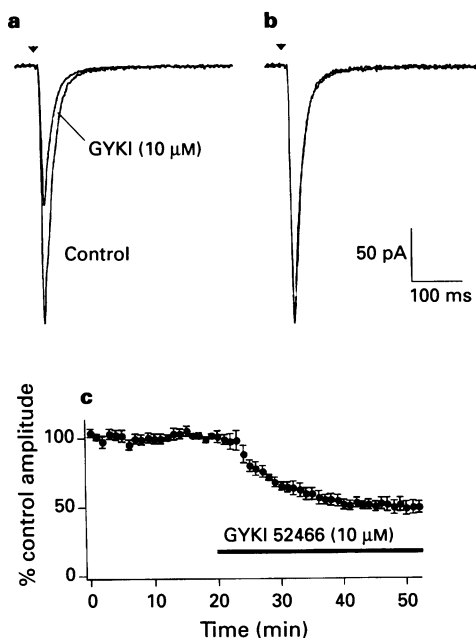 a
b
GYKI (10 μM)
Control
50 pA
100 ms
c
% control amplitude
100
50
0
GYKI 52466 (10 μM)
0 10 20 30 40 50
Time (min)